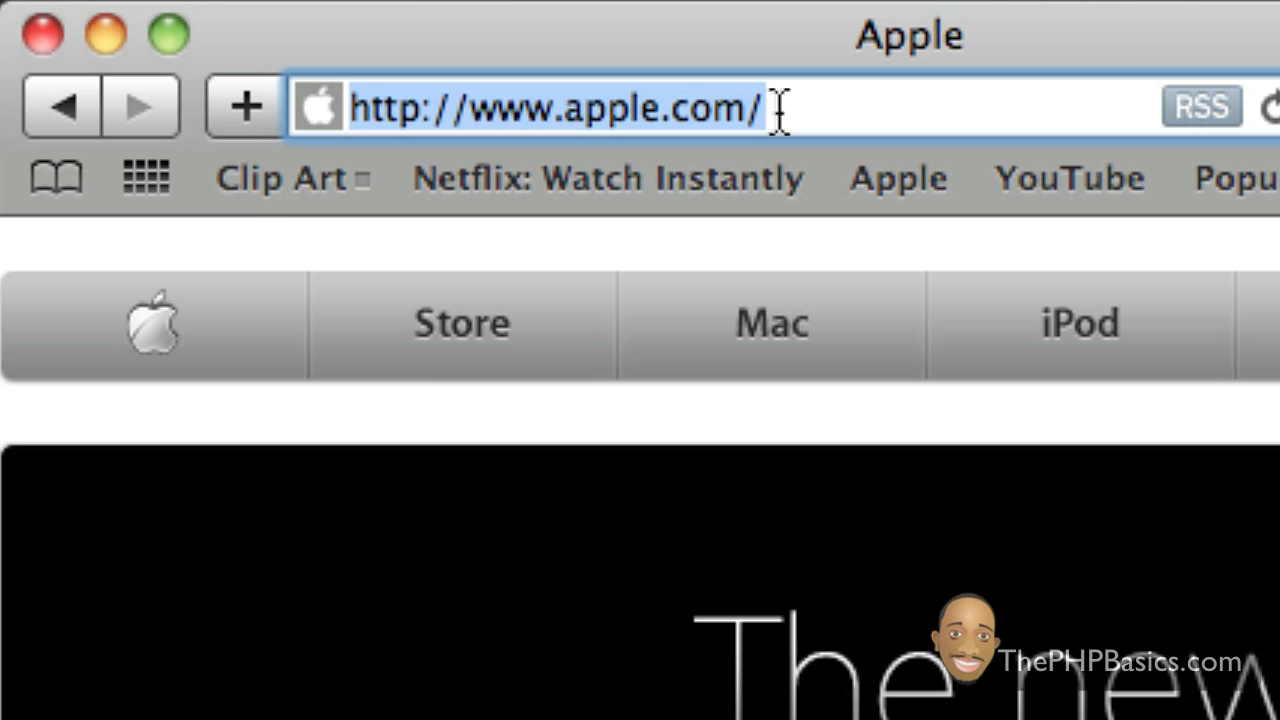 Apple
http://www.apple.com/
RSS
Clip Art Netflix: Watch Instantly Apple YouTube Popu
Store Mac iPod
The new
ThePHPBasics.com